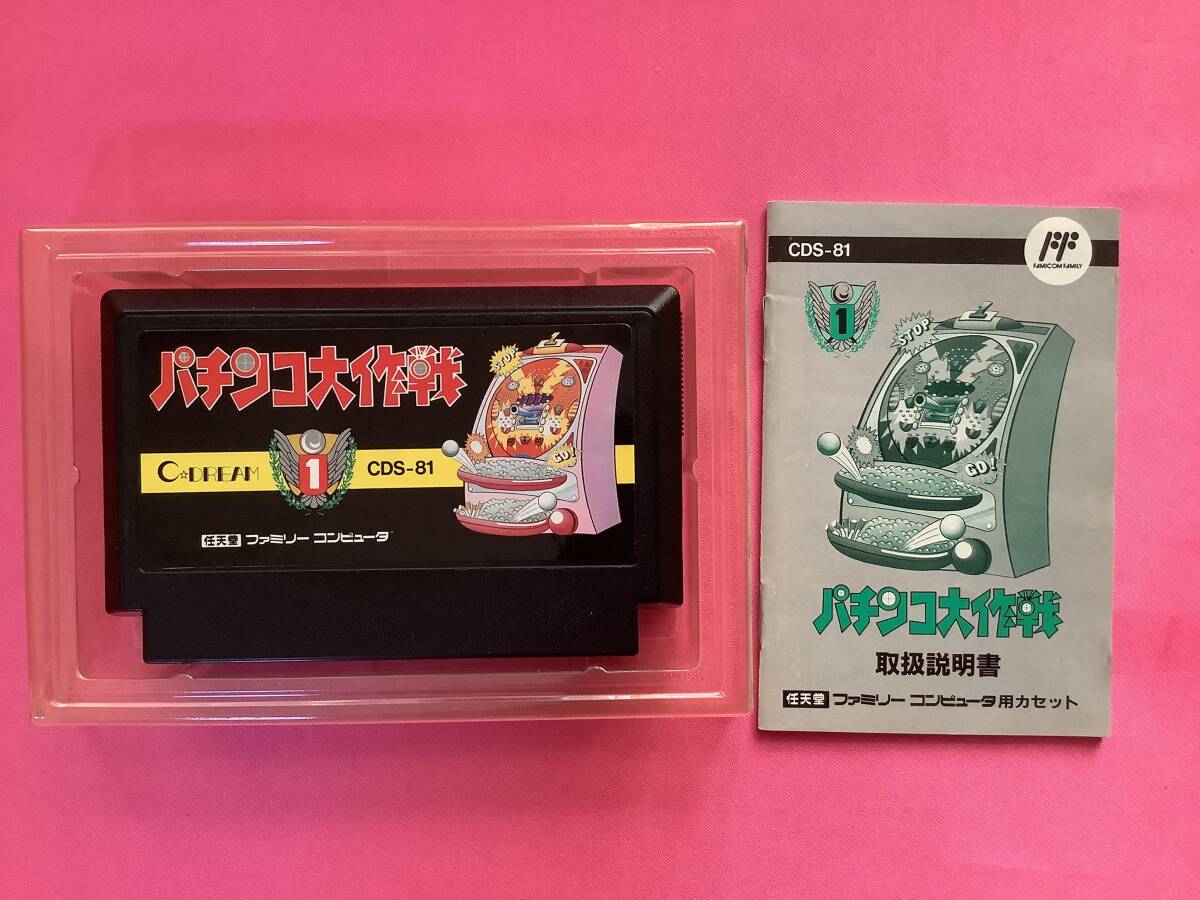 パチンコ大作戦
STOP
GO!
C☆DREAM
1
CDS-81
任天堂 ファミリー コンピュータ
CDS-81
FF
FAMICOM FAMILY
1
STOP
GO!
パチンコ大作戦
取扱説明書
任天堂 ファミリー コンピュータ用カセット